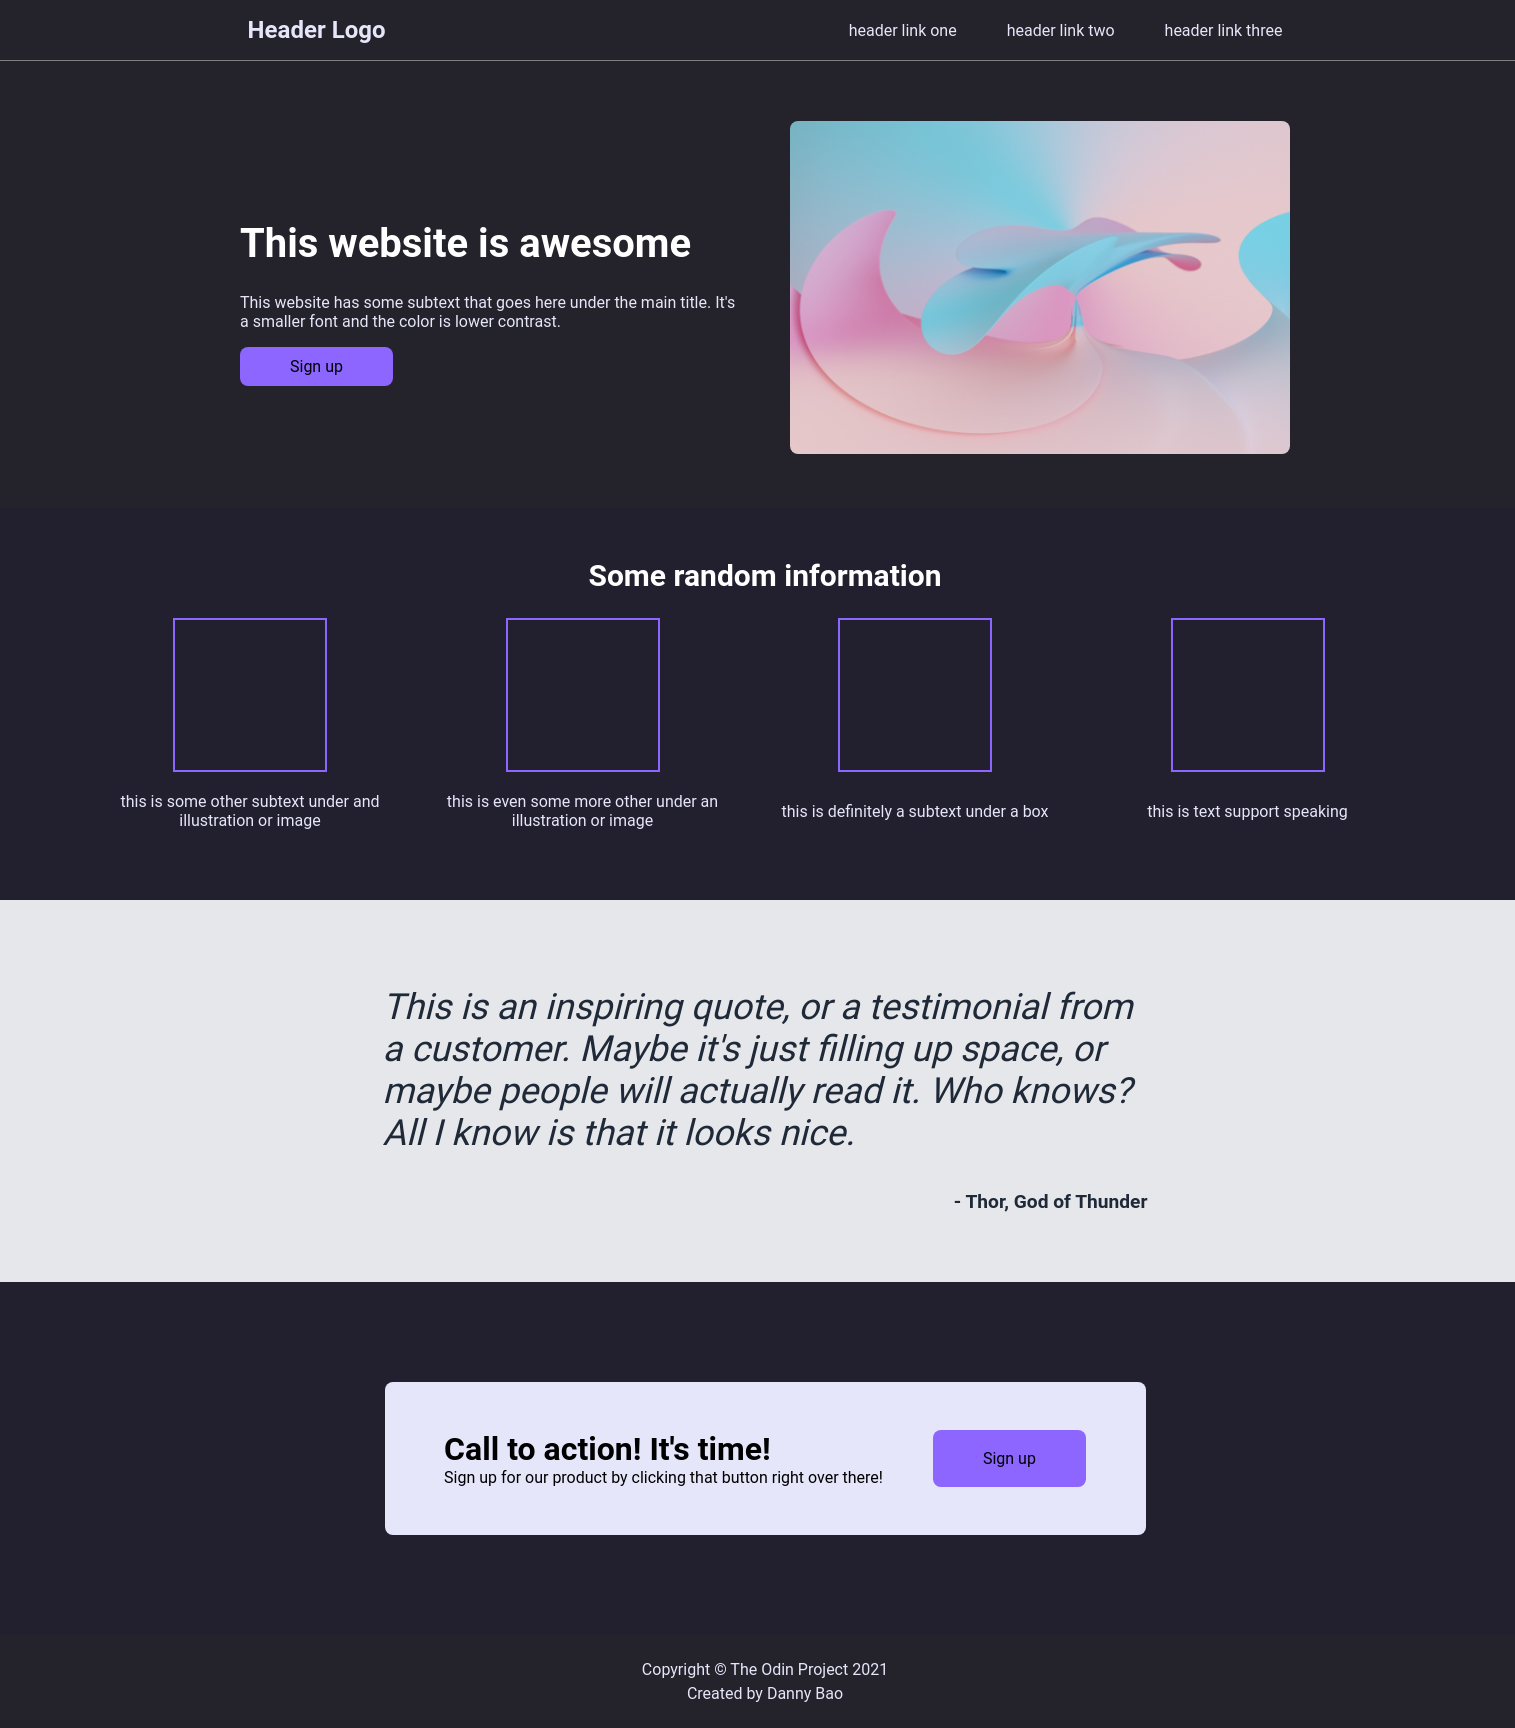 Header Logo
header link one
header link two
header link three
This website is awesome
This website has some subtext that goes here under the main title. It's
a smaller font and the color is lower contrast.
Sign up
Some random information
this is some other subtext under and
illustration or image
this is even some more other under an
illustration or image
this is definitely a subtext under a box
this is text support speaking
This is an inspiring quote, or a testimonial from
a customer. Maybe it's just filling up space, or
maybe people will actually read it. Who knows?
All I know is that it looks nice.
- Thor, God of Thunder
Call to action! It's time!
Sign up for our product by clicking that button right over there!
Sign up
Copyright © The Odin Project 2021
Created by Danny Bao